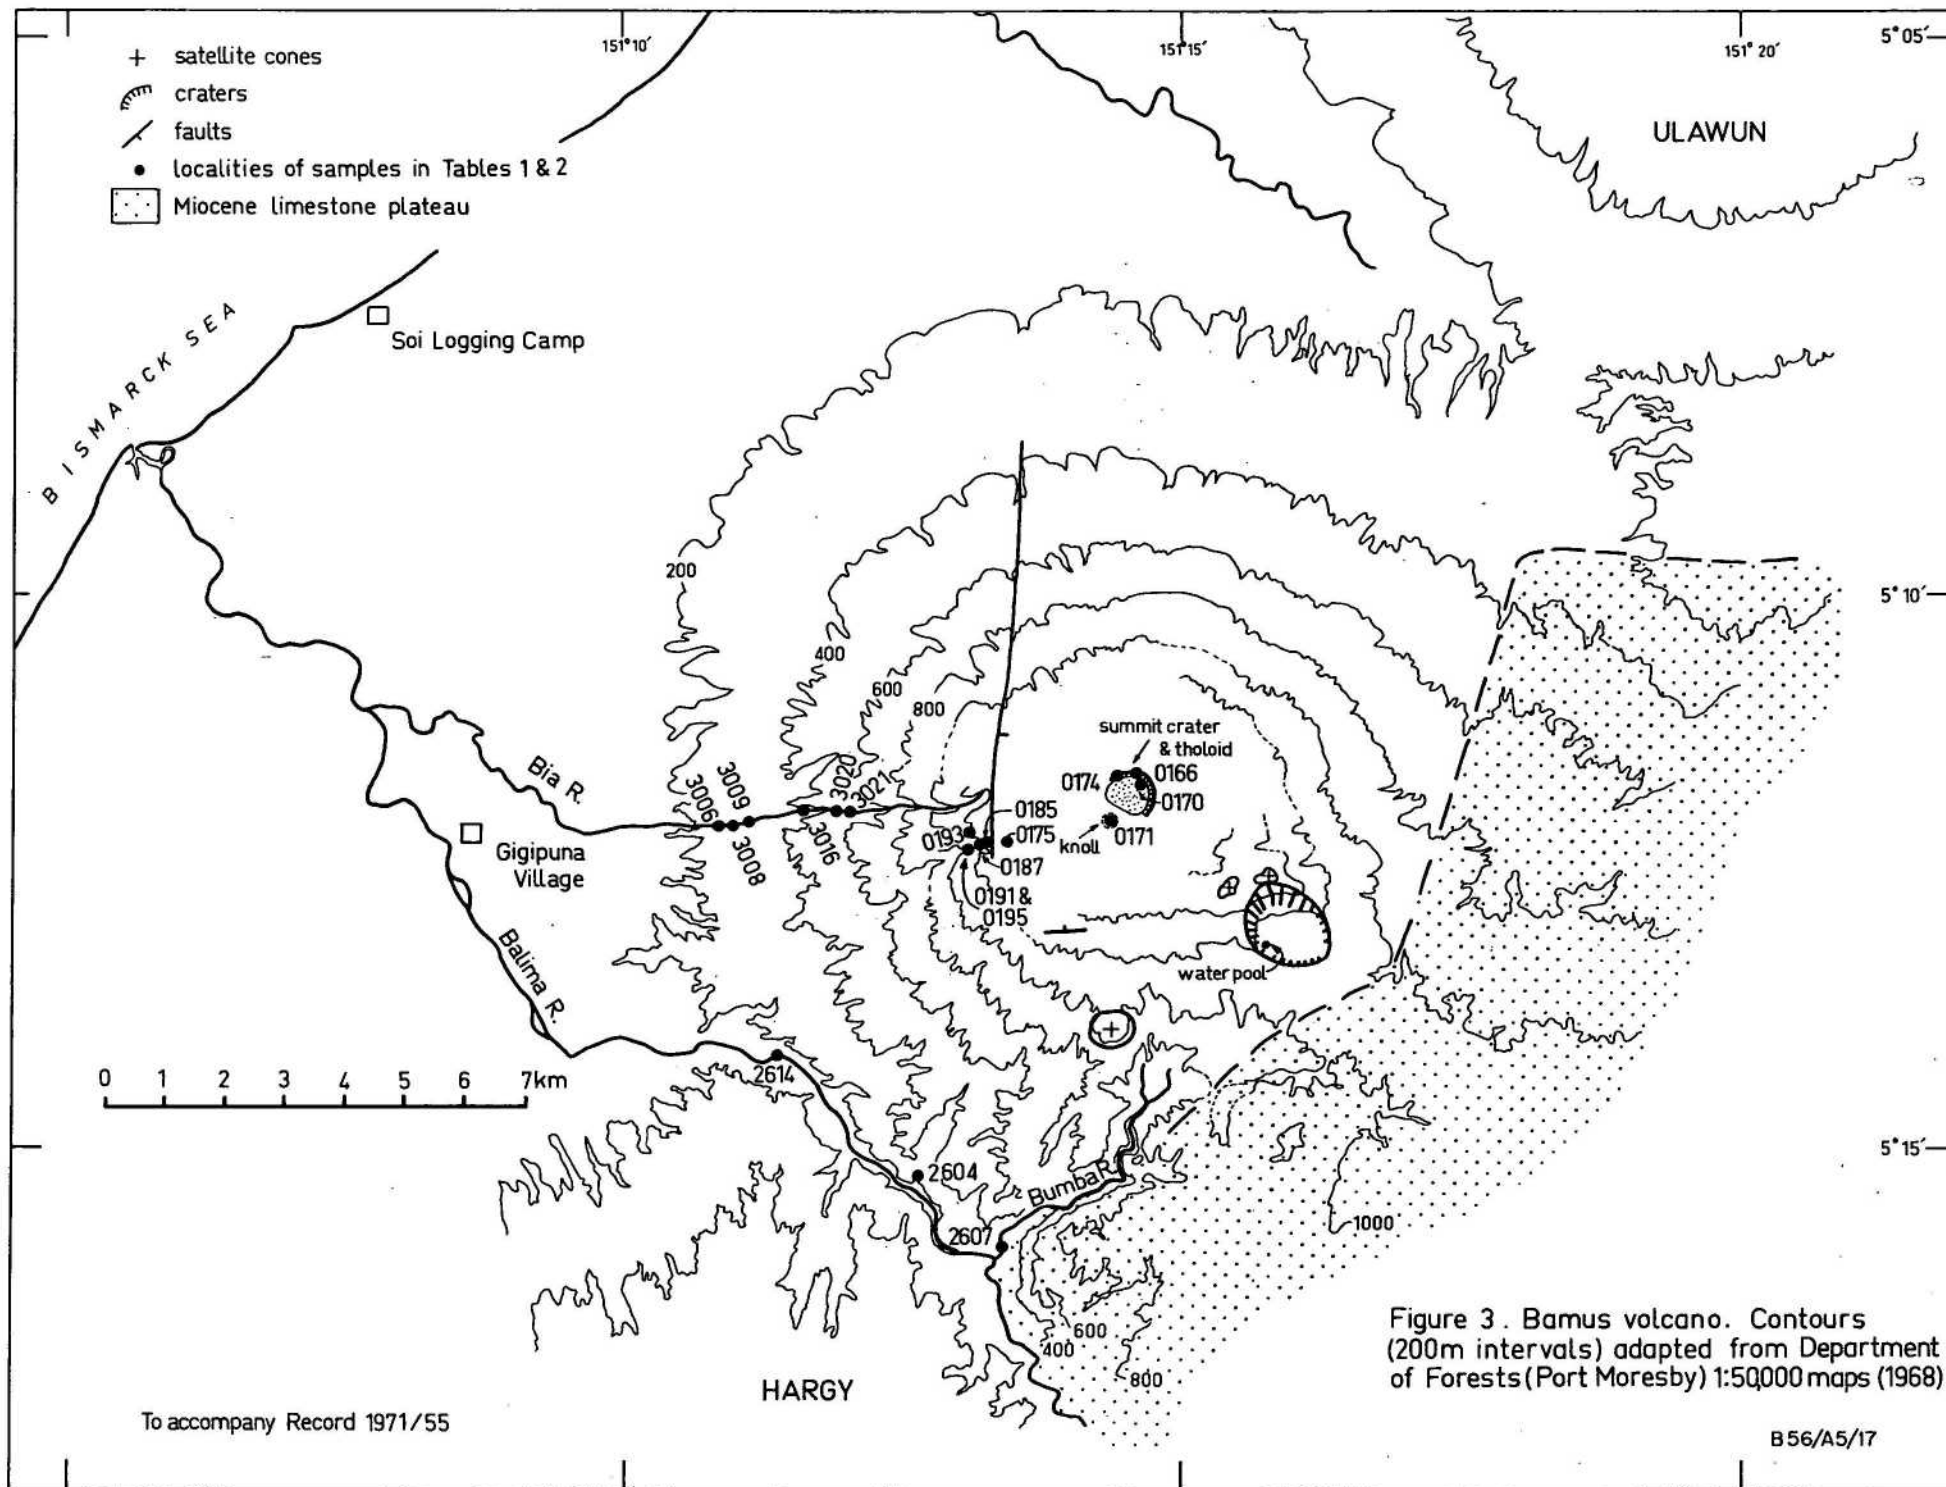 151°10'
151°15'
151° 20'
5° 05'
satellite cones
craters
faults
localities of samples in Tables 1 & 2
Miocene limestone plateau
ULAWUN
BISMARCK SEA
Soi Logging Camp
200
400
600
800
5° 10'
summit crater
& tholoid
0174
0166
0170
0171
knoll
Bia R.
3006
3009
3008
3020
3021
3016
0193
0185
0175
0187
0191 &
0195
Gigipuna
Village
Balima R.
water pool
0 1 2 3 4 5 6 7km
2614
2604
2607
Bumba R.
5° 15'
1000
600
400
800
HARGY
Figure 3. Bamus volcano. Contours
(200m intervals) adapted from Department
of Forests (Port Moresby) 1:50,000 maps (1968)
To accompany Record 1971/55
B56/A5/17